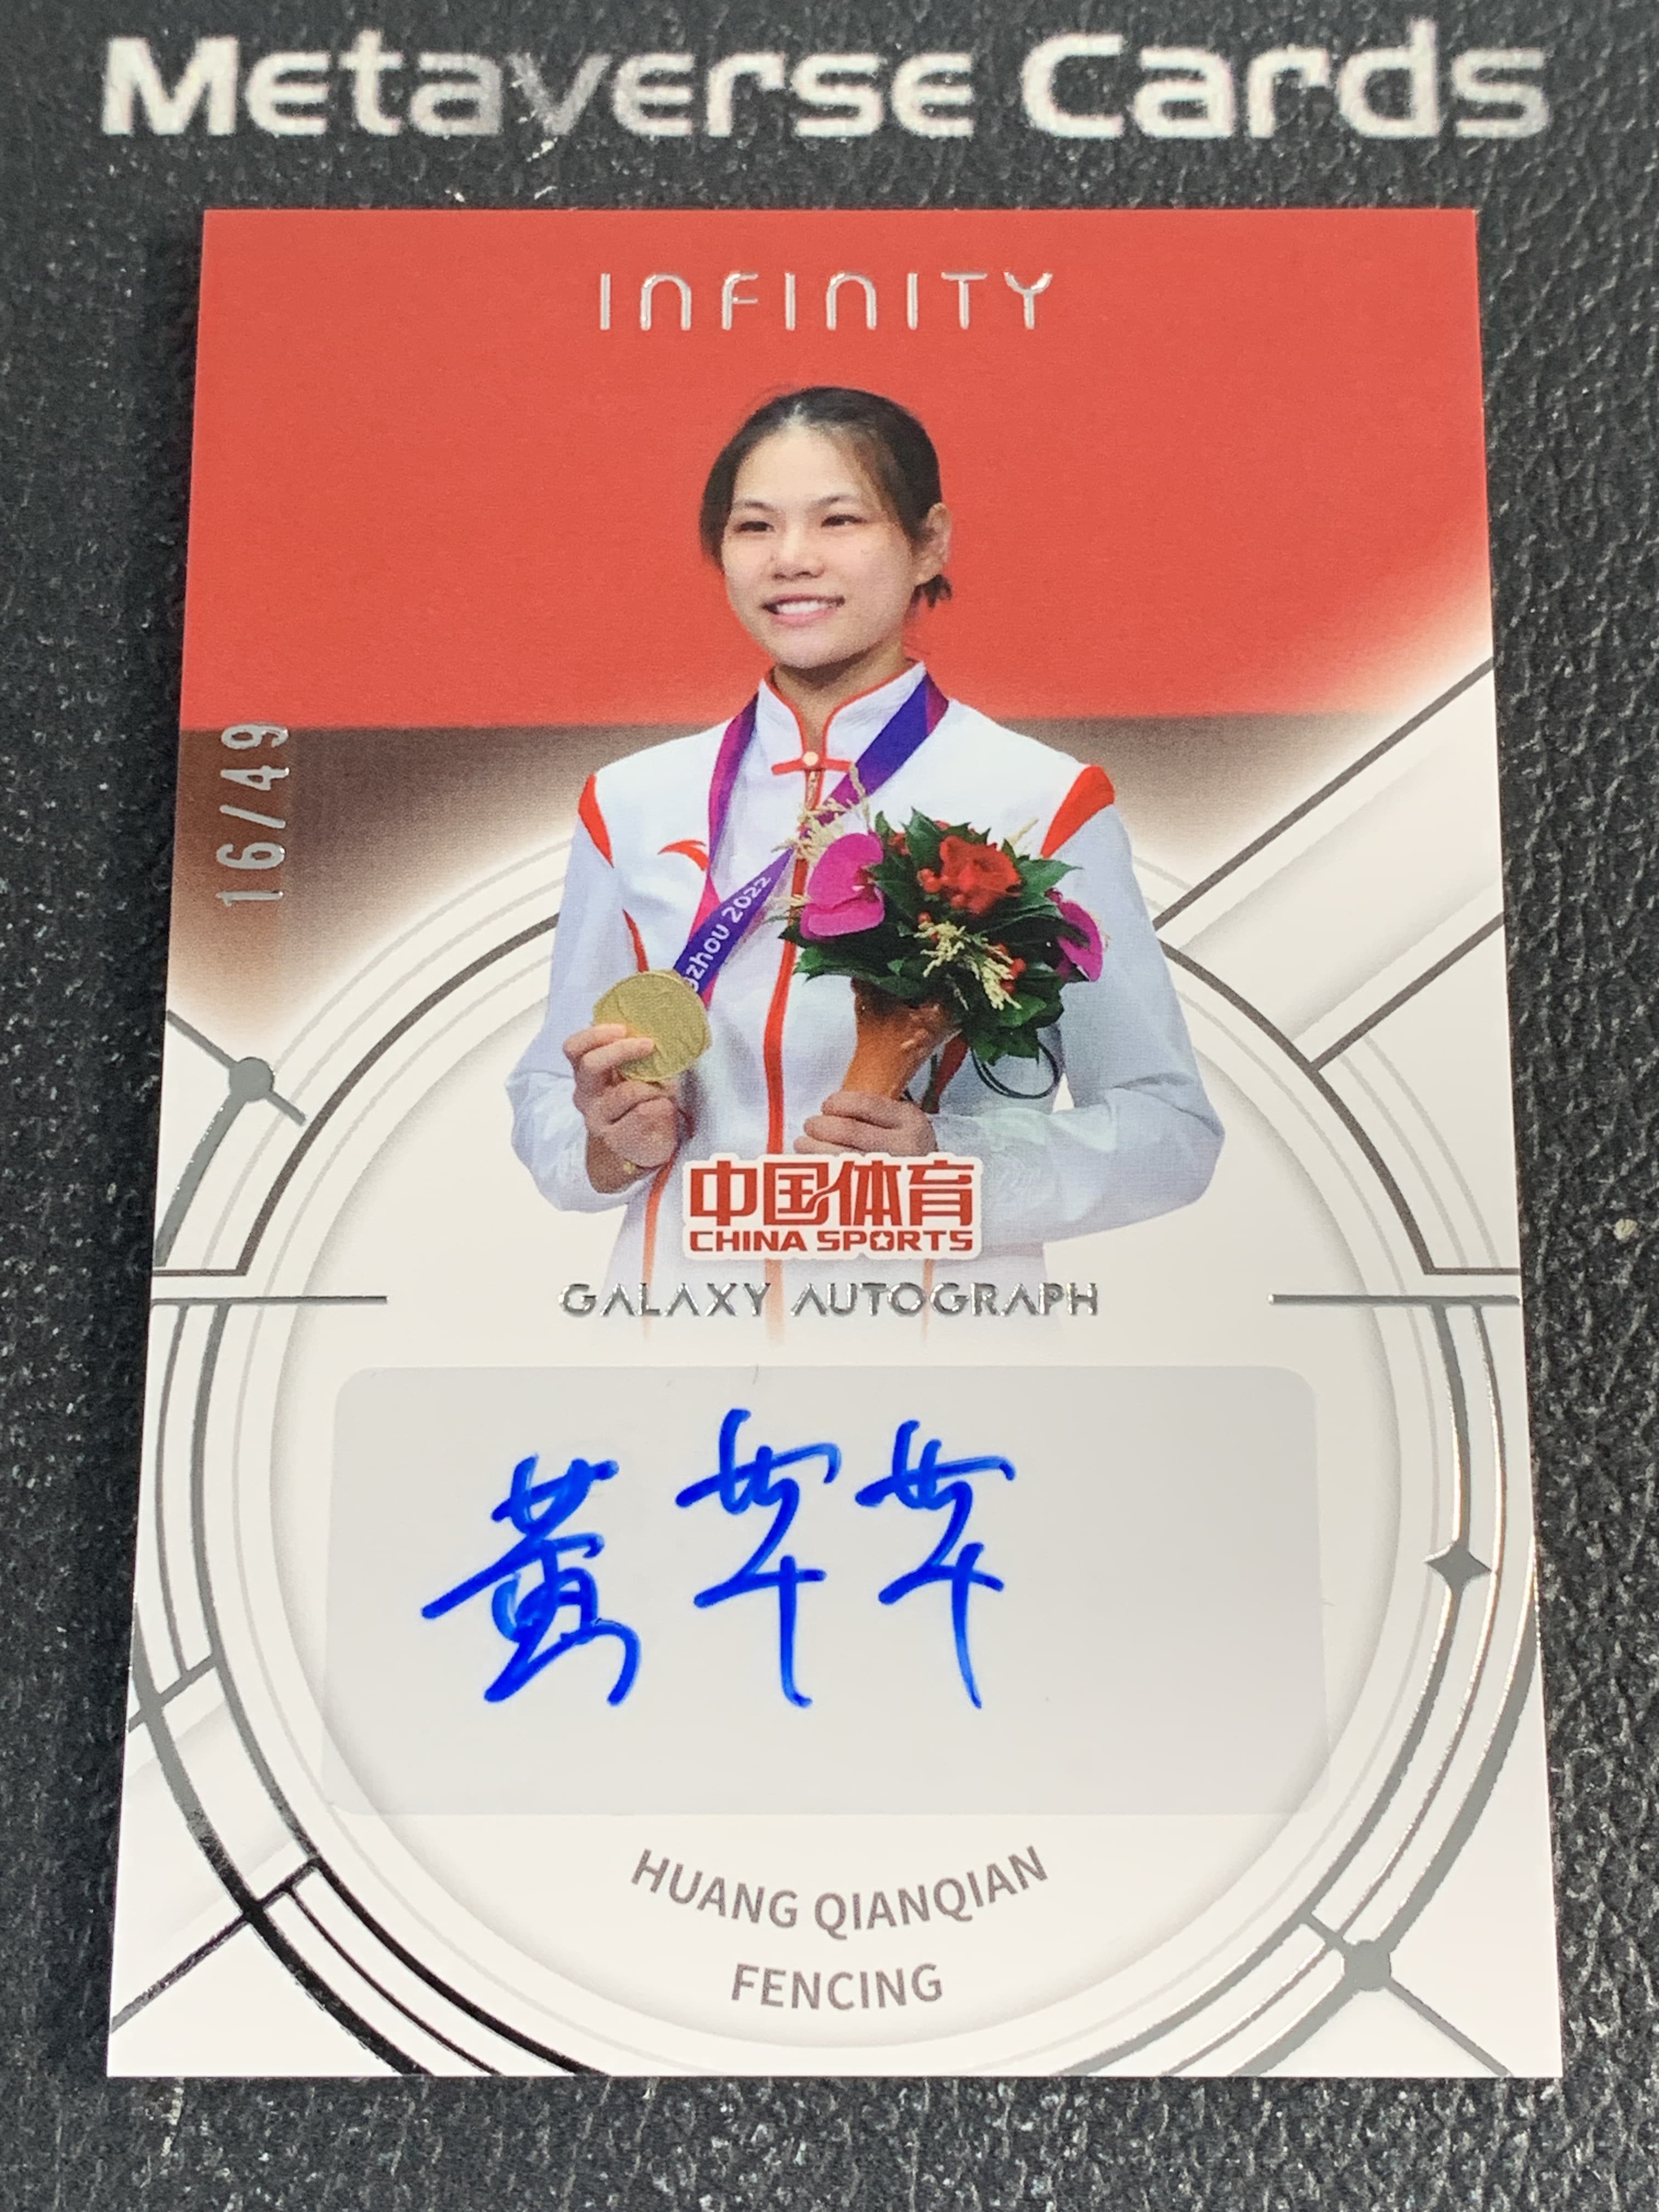 Metaverse Cards
INFINITY
16/49
zhou 2022
中国体育
CHINA SPORTS
GALAXY AUTOGRAPH
黄芊芊
HUANG QIANQIAN
FENCING